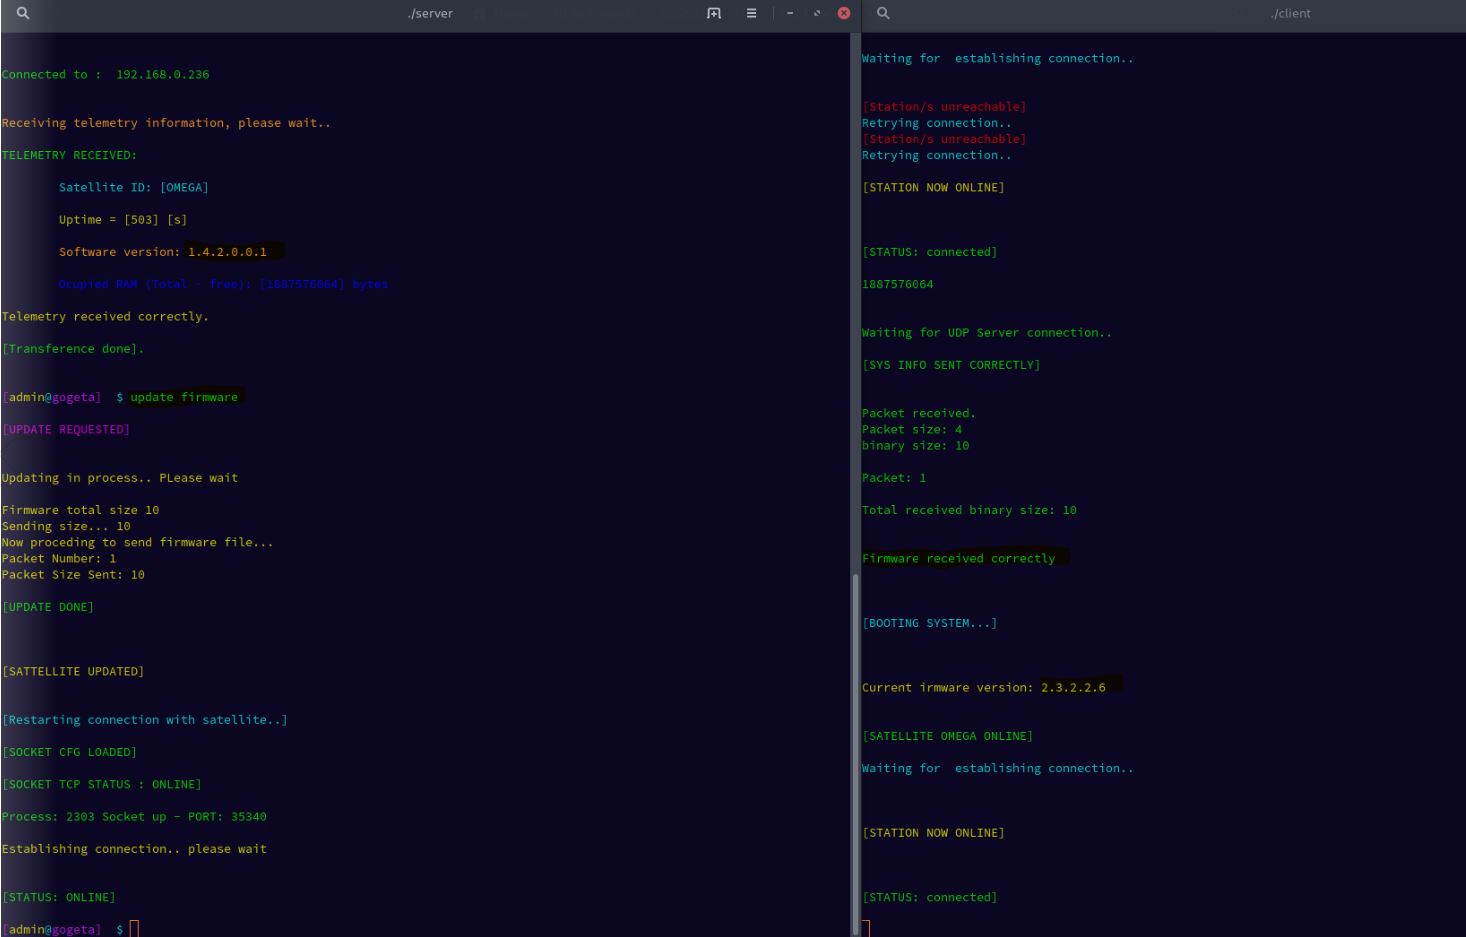 ./server
Connected to :  192.168.0.236
Receiving telemetry information, please wait..
TELEMETRY RECEIVED:
Satellite ID: [OMEGA]
Uptime = [503] [s]
Software version: 1.4.2.0.0.1
Ocupied RAM (Total - free): [1887576064] bytes
Telemetry received correctly.
[Transference done].
[admin@gogeta]  $ update firmware
[UPDATE REQUESTED]
Updating in process.. PLease wait
Firmware total size 10
Sending size... 10
Now proceding to send firmware file...
Packet Number: 1
Packet Size Sent: 10
[UPDATE DONE]
[SATTELLITE UPDATED]
[Restarting connection with satellite..]
[SOCKET CFG LOADED]
[SOCKET TCP STATUS : ONLINE]
Process: 2303 Socket up - PORT: 35340
Establishing connection.. please wait
[STATUS: ONLINE]
[admin@gogeta]  $
./client
Waiting for  establishing connection..
[Station/s unreachable]
Retrying connection..
[Station/s unreachable]
Retrying connection..
[STATION NOW ONLINE]
[STATUS: connected]
1887576064
Waiting for UDP Server connection..
[SYS INFO SENT CORRECTLY]
Packet received.
Packet size: 4
binary size: 10
Packet: 1
Total received binary size: 10
Firmware received correctly
[BOOTING SYSTEM...]
Current irmware version: 2.3.2.2.6
[SATELLITE OMEGA ONLINE]
Waiting for  establishing connection..
[STATION NOW ONLINE]
[STATUS: connected]